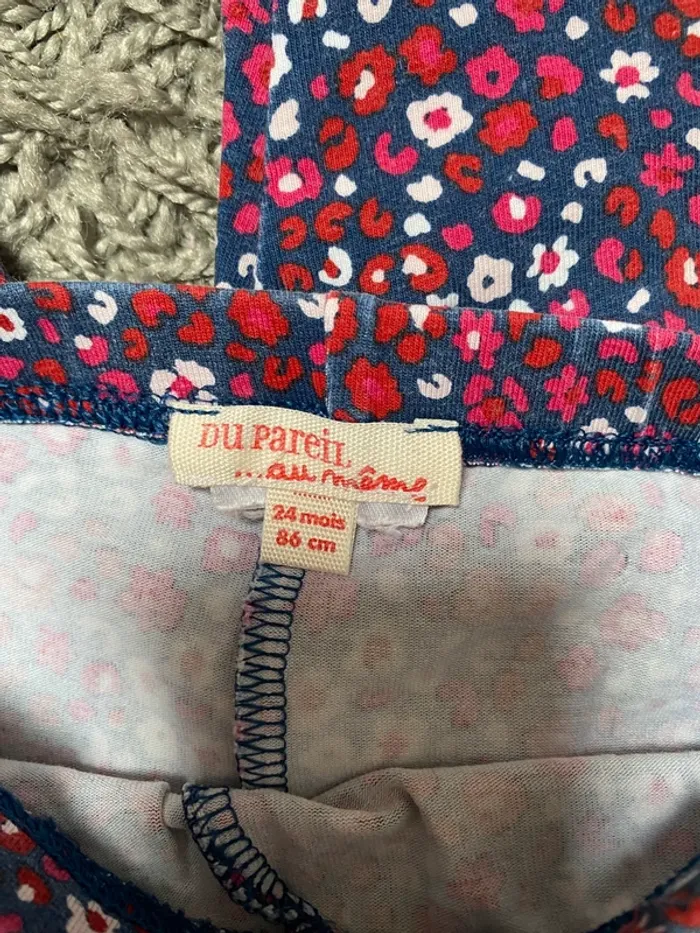 DU PAREIL
...au même
24 mois
86 cm